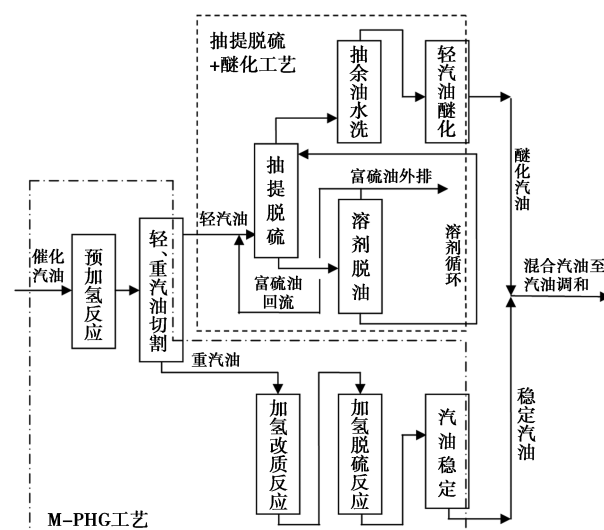 抽提脱硫
+醚化工艺
抽余油水洗
轻汽油醚化
抽提脱硫
富硫油外排
醚化汽油
轻汽油
溶剂脱油
溶剂循环
催化
汽油
预加氢反应
轻、重汽油切割
富硫油
回流
混合汽油至
汽油调和
重汽油
加氢改质反应
加氢脱硫反应
汽油稳定
稳定汽油
M-PHG工艺